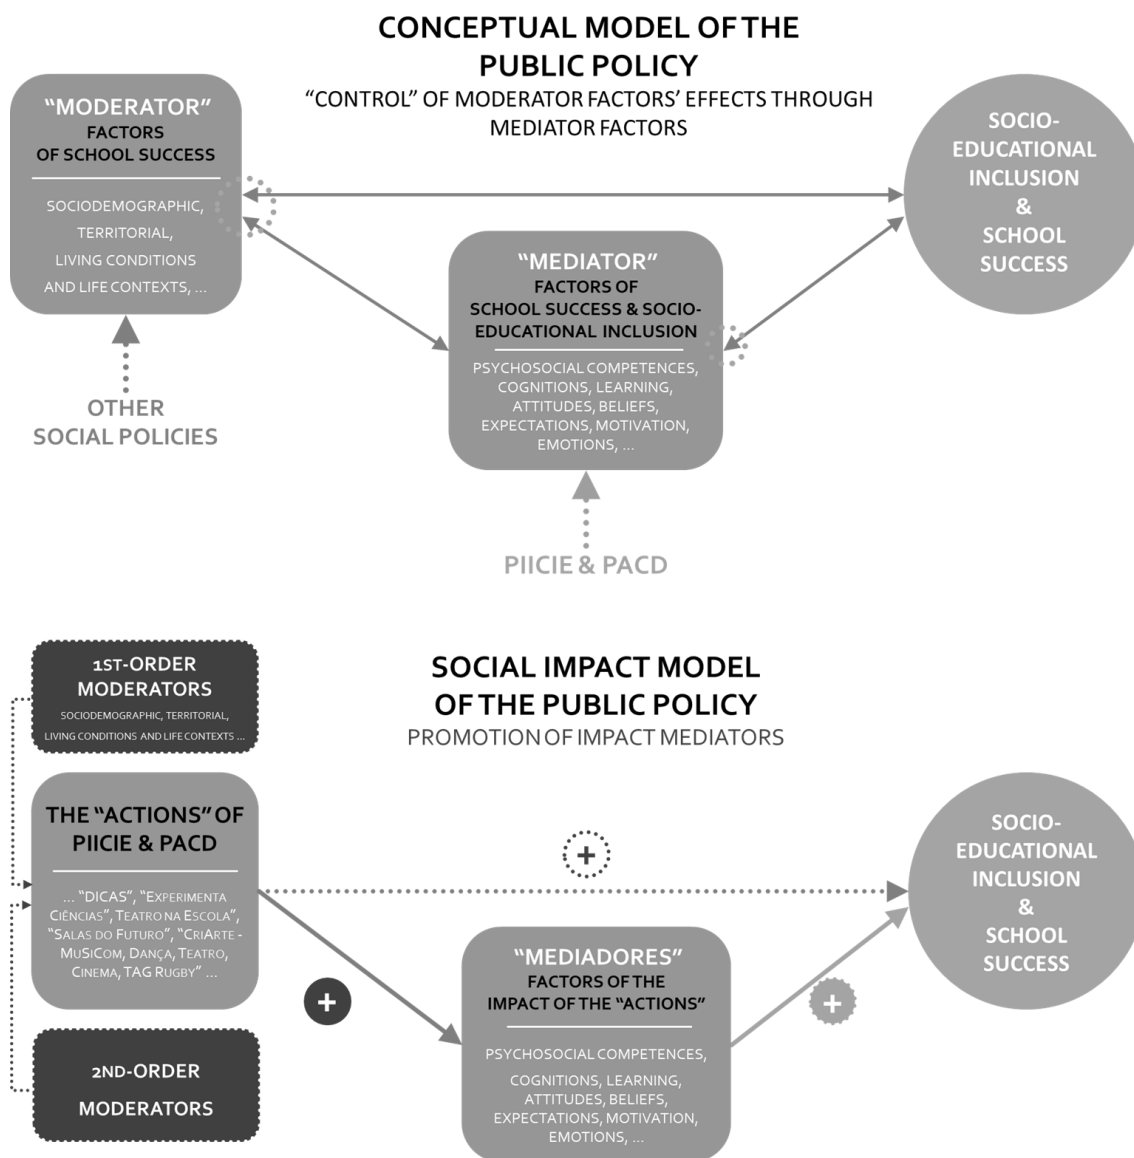 CONCEPTUAL MODEL OF THE
PUBLIC POLICY
“CONTROL” OF MODERATOR FACTORS’ EFFECTS THROUGH
MEDIATOR FACTORS
“MODERATOR”
FACTORS
OF SCHOOL SUCCESS
SOCIODEMOGRAPHIC,
TERRITORIAL,
LIVING CONDITIONS
AND LIFE CONTEXTS, ...
OTHER
SOCIAL POLICIES
“MEDIATOR”
FACTORS OF
SCHOOL SUCCESS & SOCIO-
EDUCATIONAL INCLUSION
PSYCHOSOCIAL COMPETENCES,
COGNITIONS, LEARNING,
ATTITUDES, BELIEFS,
EXPECTATIONS, MOTIVATION,
EMOTIONS, ...
PIICIE & PACD
SOCIO-
EDUCATIONAL
INCLUSION
&
SCHOOL
SUCCESS
SOCIAL IMPACT MODEL
OF THE PUBLIC POLICY
PROMOTION OF IMPACT MEDIATORS
1ST-ORDER
MODERATORS
SOCIODEMOGRAPHIC, TERRITORIAL,
LIVING CONDITIONS AND LIFE CONTEXTS ...
THE “ACTIONS” OF
PIICIE & PACD
... “DICAS”, “EXPERIMENTA
CIÊNCIAS”, TEATRO NA ESCOLA”,
“SALAS DO FUTURO”, “CRIARTE -
MUSICOM, DANÇA, TEATRO,
CINEMA, TAG RUGBY” ...
2ND-ORDER
MODERATORS
+
+
“MEDIADORES”
FACTORS OF THE
IMPACT OF THE “ACTIONS”
PSYCHOSOCIAL COMPETENCES,
COGNITIONS, LEARNING,
ATTITUDES, BELIEFS,
EXPECTATIONS, MOTIVATION,
EMOTIONS, ...
+
SOCIO-
EDUCATIONAL
INCLUSION
&
SCHOOL
SUCCESS